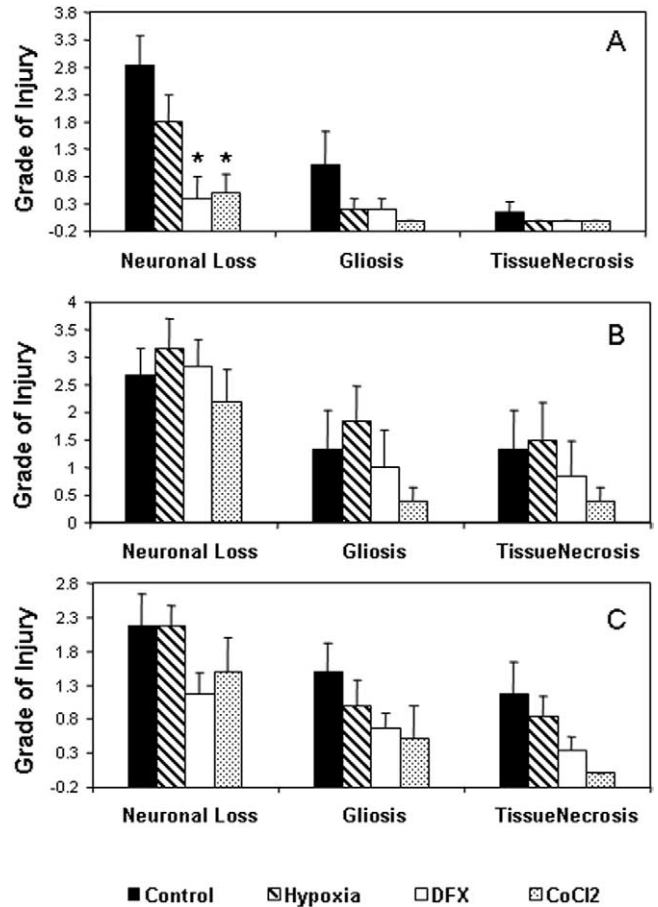 A
Grade of Injury
3.8
3.3
2.8
2.3
1.8
1.3
0.8
0.3
-0.2
* *
Neuronal Loss Gliosis TissueNecrosis
B
Grade of Injury
4
3.5
3
2.5
2
1.5
1
0.5
0
Neuronal Loss Gliosis TissueNecrosis
C
Grade of Injury
2.8
2.3
1.8
1.3
0.8
0.3
-0.2
Neuronal Loss Gliosis TissueNecrosis
Control Hypoxia DFX CoCl2